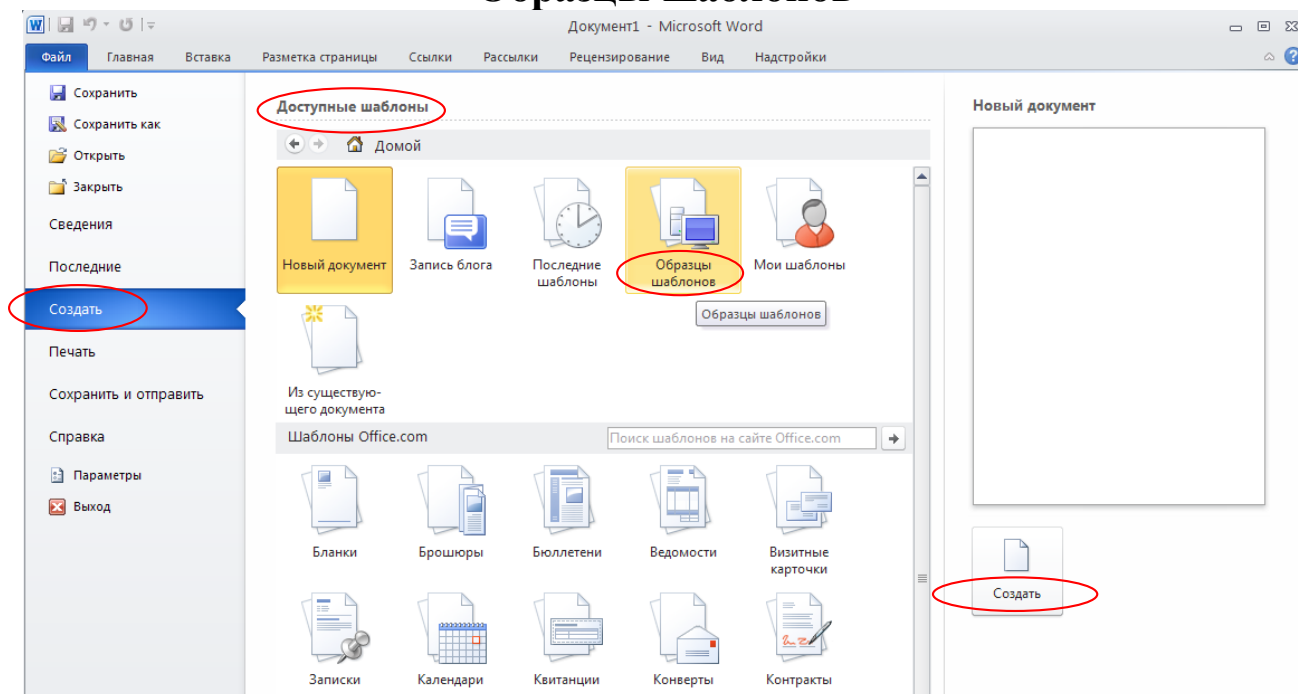 Образцы шаблонов
Документ1 - Microsoft Word
Файл Главная Вставка Разметка страницы Ссылки Рассылки Рецензирование Вид Надстройки
Сохранить
Сохранить как
Открыть
Закрыть
Сведения
Последние
Создать
Печать
Сохранить и отправить
Справка
Параметры
Выход
Доступные шаблоны
Домой
Новый документ
Запись блога
Последние
шаблоны
Образцы
шаблонов
Мои шаблоны
Образцы шаблонов
Из существую-
щего документа
Шаблоны Office.com
Поиск шаблонов на сайте Office.com
Бланки
Брошюры
Бюллетени
Ведомости
Визитные
карточки
Записки
Календари
Квитанции
Конверты
Контракты
Новый документ
Создать